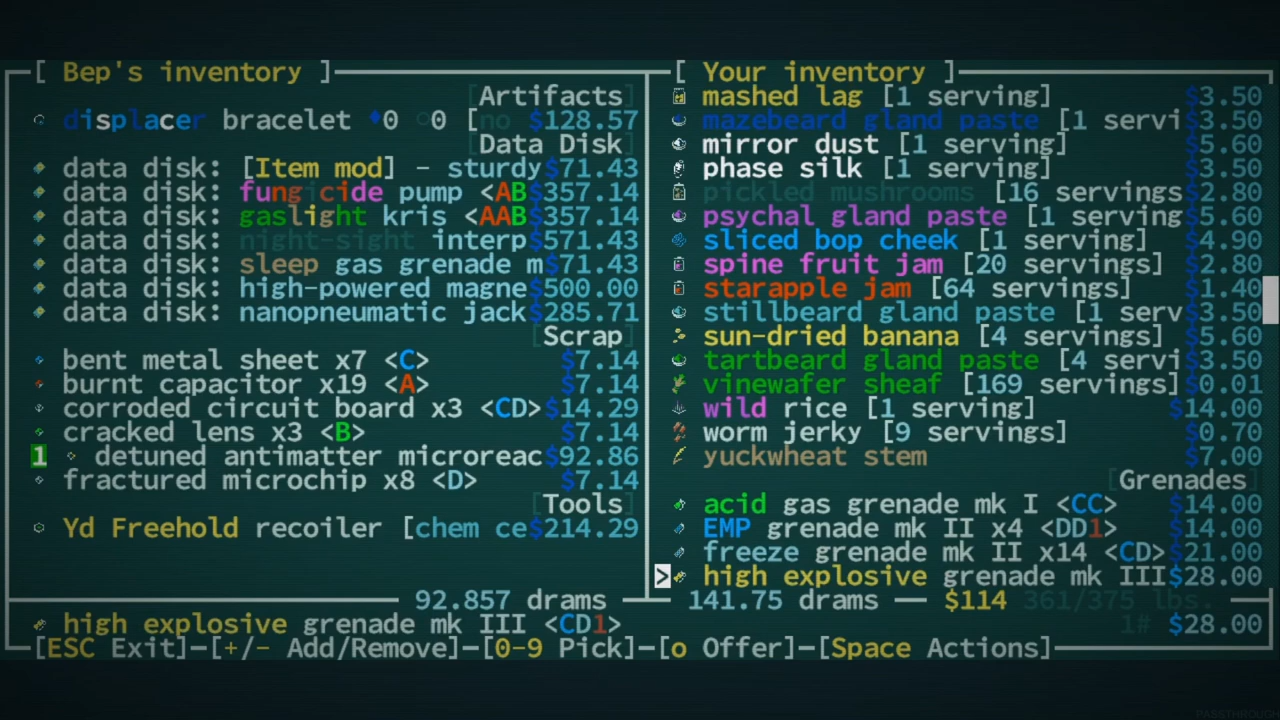 [ Bep's inventory ]
[Artifacts]
displacer bracelet ♦0 ○0 [no $128.57
[Data Disk]
data disk: [Item mod] - sturdy$71.43
data disk: fungicide pump <AB$357.14
data disk: gaslight kris <AAB$357.14
data disk: night-sight interp$571.43
data disk: sleep gas grenade m$71.43
data disk: high-powered magne$500.00
data disk: nanopneumatic jack$285.71
[Scrap]
bent metal sheet x7 <C> $7.14
burnt capacitor x19 <A> $7.14
corroded circuit board x3 <CD>$14.29
cracked lens x3 <B> $7.14
1 detuned antimatter microreac$92.86
fractured microchip x8 <D> $7.14
[Tools]
Yd Freehold recoiler [chem ce$214.29
92.857 drams
[ Your inventory ]
mashed lag [1 serving] $3.50
mazebeard gland paste [1 servi$3.50
mirror dust [1 serving] $5.60
phase silk [1 serving] $3.50
pickled mushrooms [16 servings$2.80
psychal gland paste [1 serving$5.60
sliced bop cheek [1 serving] $4.90
spine fruit jam [20 servings] $2.80
starapple jam [64 servings] $1.40
stillbeard gland paste [1 serv$3.50
sun-dried banana [4 servings] $5.60
tartbeard gland paste [4 servi$3.50
vinewafer sheaf [169 servings]$0.01
wild rice [1 serving] $14.00
worm jerky [9 servings] $0.70
yuckwheat stem $7.00
[Grenades]
acid gas grenade mk I <CC> $14.00
EMP grenade mk II x4 <DD1> $14.00
freeze grenade mk II x14 <CD>$21.00
> high explosive grenade mk III$28.00
141.75 drams — $114 361/375 lbs.
high explosive grenade mk III <CD1> 1# $28.00
[ESC Exit]-[+/- Add/Remove]-[0-9 Pick]-[o Offer]-[Space Actions]